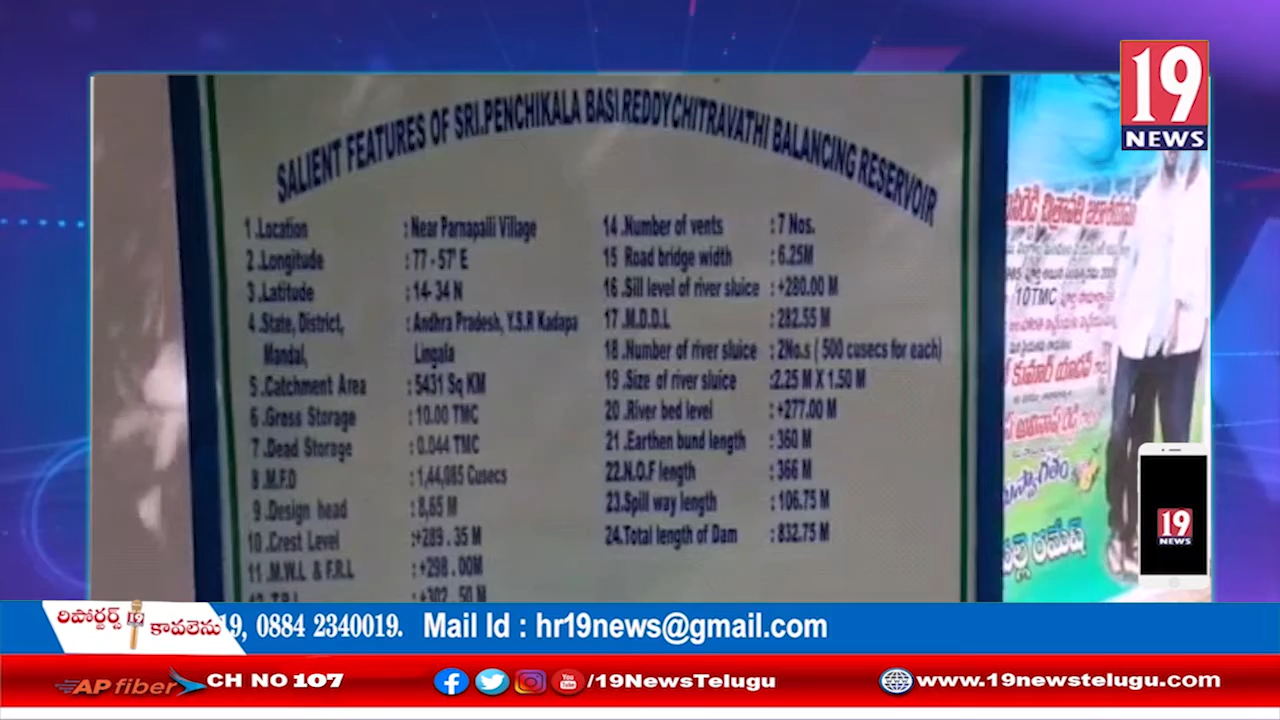 19
NEWS
SALIENT FEATURES OF SRI.PENCHIKALA BASI REDDY CHITRAVATHI BALANCING RESERVOIR
1 .Location : Near Parnapalli Village
2 .Longitude : 77 - 57' E
3 .Latitude : 14- 34 N
4 .State, District, : Andhra Pradesh, Y.S.R Kadapa
Mandal, Lingala
5 .Catchment Area : 5431 Sq KM
6 .Gross Storage : 10.00 TMC
7 .Dead Storage : 0.044 TMC
8 .M.F.D : 1,44,085 Cusecs
9 .Design head : 8,65 M
10 .Crest Level :+289 . 35 M
11 .M.W.L & F.R.L : +298 . 00M
: +302 . 50 M
14 .Number of vents : 7 Nos.
15 Road bridge width : 6.25M
16 .Sill level of river sluice : +280.00 M
17 .M.D.D.L : 282.55 M
18 .Number of river sluice : 2No.s ( 500 cusecs for each)
19 .Size of river sluice :2.25 M X 1.50 M
20 .River bed level : +277.00 M
21 .Earthen bund length : 360 M
22.N.O.F length : 366 M
23.Spill way length : 106.75 M
24.Total length of Dam : 832.75 M
10TMC
19
NEWS
రిపోర్టర్స్ 19 కావలెను
19, 0884 2340019. Mail Id : hr19news@gmail.com
AP fiber CH NO 107
/19NewsTelugu
www.19newstelugu.com